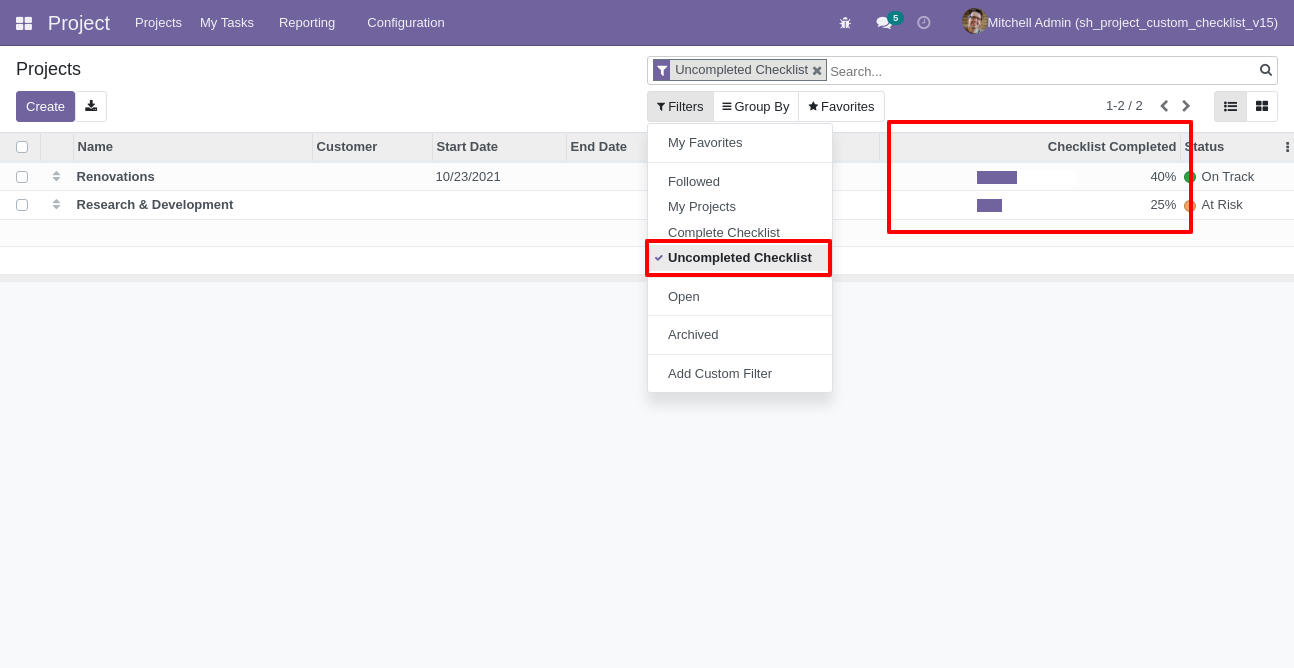 Project Projects My Tasks Reporting Configuration 5 Mitchell Admin (sh_project_custom_checklist_v15)
Projects
Uncompleted Checklist Search...
Create Filters Group By Favorites 1-2 / 2
Name Customer Start Date End Date Checklist Completed Status
Renovations 10/23/2021 40% On Track
Research & Development 25% At Risk
My Favorites
Followed
My Projects
Complete Checklist
Uncompleted Checklist
Open
Archived
Add Custom Filter